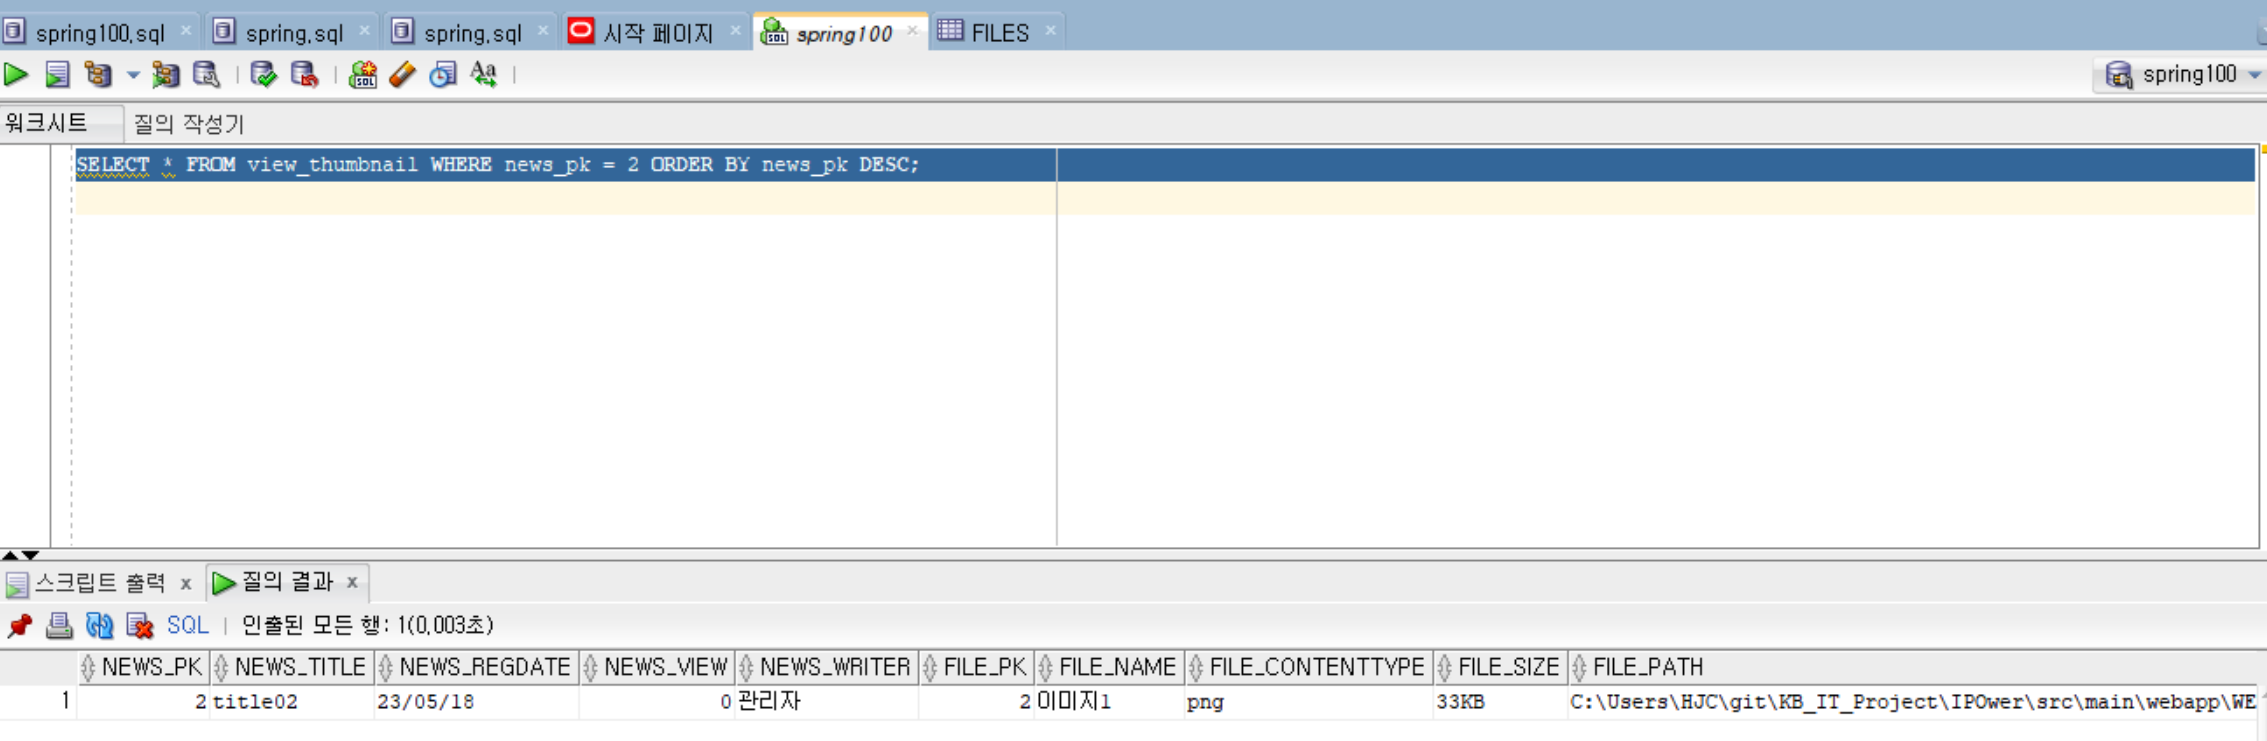 spring100.sql spring.sql spring.sql 시작 페이지 spring100 FILES
SQL Aa spring100
워크시트 질의 작성기
SELECT * FROM view_thumbnail WHERE news_pk = 2 ORDER BY news_pk DESC;
스크립트 출력 x 질의 결과 x
SQL | 인출된 모든 행: 1(0.003초)
NEWS_PK NEWS_TITLE NEWS_REGDATE NEWS_VIEW NEWS_WRITER FILE_PK FILE_NAME FILE_CONTENTTYPE FILE_SIZE FILE_PATH
1 2 title02 23/05/18 0 관리자 2 이미지1 png 33KB C:\Users\HJC\git\KB_IT_Project\IPOwer\src\main\webapp\WE